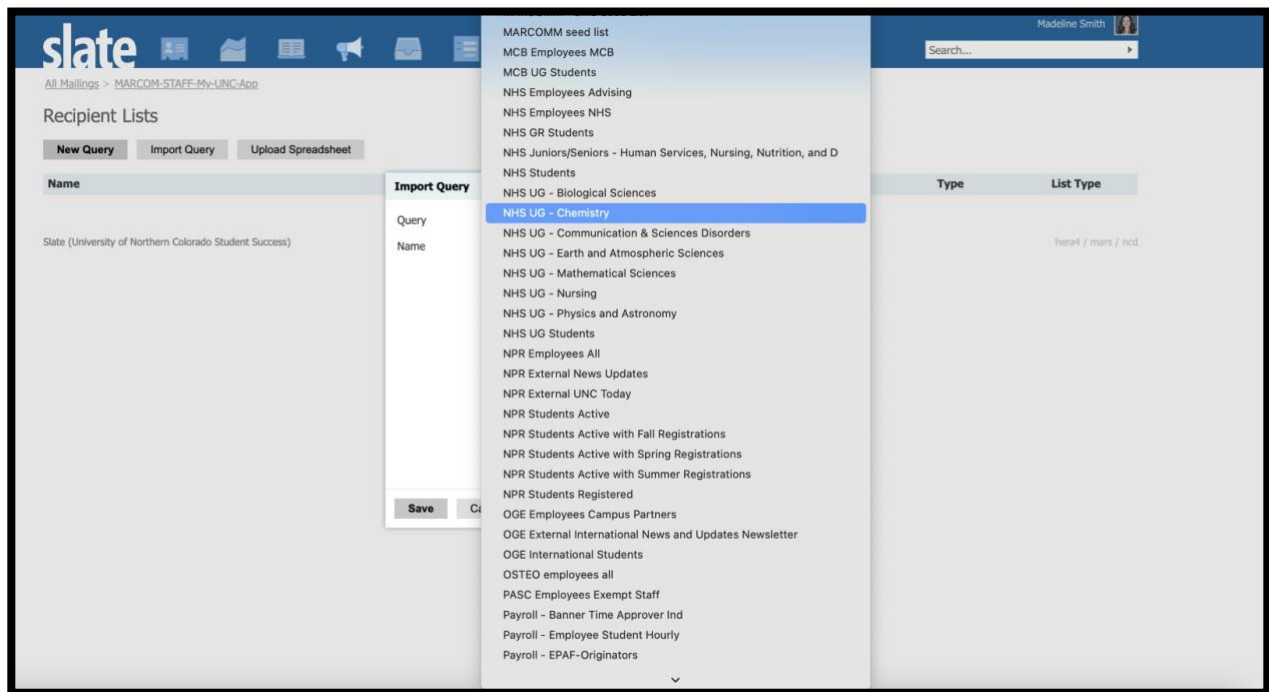 slate
Madeline Smith
Search...
All Mailings > MARCOM-STAFF-My-UNC-App
Recipient Lists
New Query Import Query Upload Spreadsheet
Name Type List Type
Slate (University of Northern Colorado Student Success) hera4 / mars / ncd
Import Query
Query
Name
Save
MARCOMM seed list
MCB Employees MCB
MCB UG Students
NHS Employees Advising
NHS Employees NHS
NHS GR Students
NHS Juniors/Seniors - Human Services, Nursing, Nutrition, and D
NHS Students
NHS UG - Biological Sciences
NHS UG - Chemistry
NHS UG - Communication & Sciences Disorders
NHS UG - Earth and Atmospheric Sciences
NHS UG - Mathematical Sciences
NHS UG - Nursing
NHS UG - Physics and Astronomy
NHS UG Students
NPR Employees All
NPR External News Updates
NPR External UNC Today
NPR Students Active
NPR Students Active with Fall Registrations
NPR Students Active with Spring Registrations
NPR Students Active with Summer Registrations
NPR Students Registered
OGE Employees Campus Partners
OGE External International News and Updates Newsletter
OGE International Students
OSTEO employees all
PASC Employees Exempt Staff
Payroll - Banner Time Approver Ind
Payroll - Employee Student Hourly
Payroll - EPAF-Originators